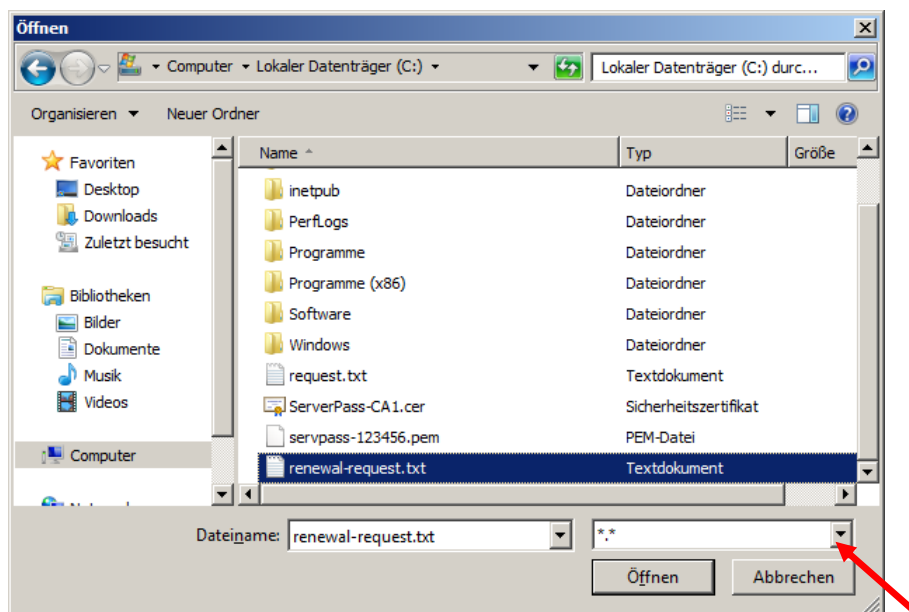 Öffnen
Computer Lokaler Datenträger (C:) Lokaler Datenträger (C:) durc...
Organisieren Neuer Ordner
Name Typ Größe
Favoriten
Desktop
Downloads
Zuletzt besucht
Bibliotheken
Bilder
Dokumente
Musik
Videos
Computer
inetpub Dateiordner
PerfLogs Dateiordner
Programme Dateiordner
Programme (x86) Dateiordner
Software Dateiordner
Windows Dateiordner
request.txt Textdokument
ServerPass-CA1.cer Sicherheitszertifikat
servpass-123456.pem PEM-Datei
renewal-request.txt Textdokument
Dateiname: renewal-request.txt *.*
Öffnen Abbrechen